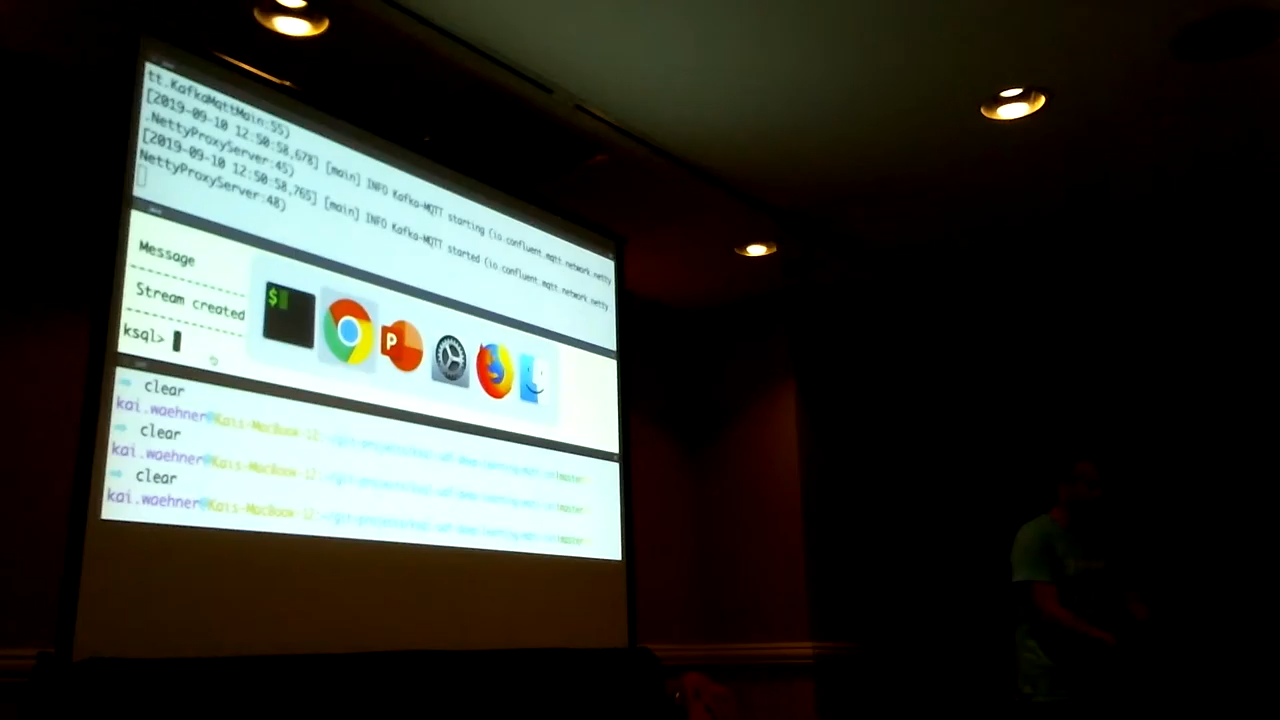 tt.KafkaMqttMain:55)
[2019-09-10 12:50:58,678] [main] INFO Kafka-MQTT starting (io.confluent.mqtt.network.netty
.NettyProxyServer:45)
[2019-09-10 12:50:58,765] [main] INFO Kafka-MQTT started (io.confluent.mqtt.network.netty
NettyProxyServer:48)
Message
----------------
Stream created
----------------
ksql>
$
P
➜ clear
kai.waehner@Kais-MacBook-12:
➜ clear
kai.waehner@Kais-MacBook-12:
➜ clear
kai.waehner@Kais-MacBook-12: